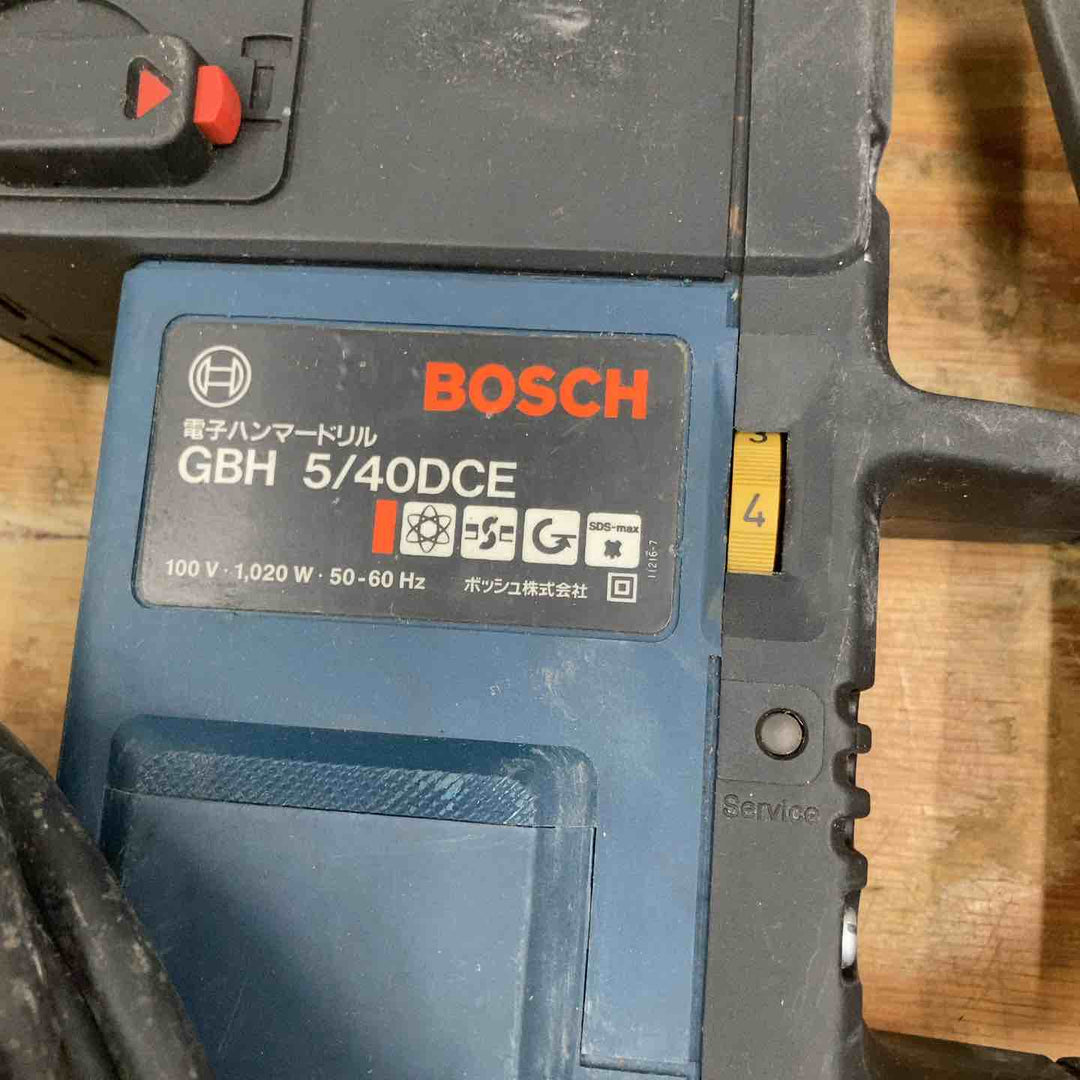 BOSCH
電子ハンマードリル
GBH 5/40DCE
SDS-max
100 V · 1,020 W · 50-60 Hz
ボッシュ株式会社
11216-7
3
4
Service